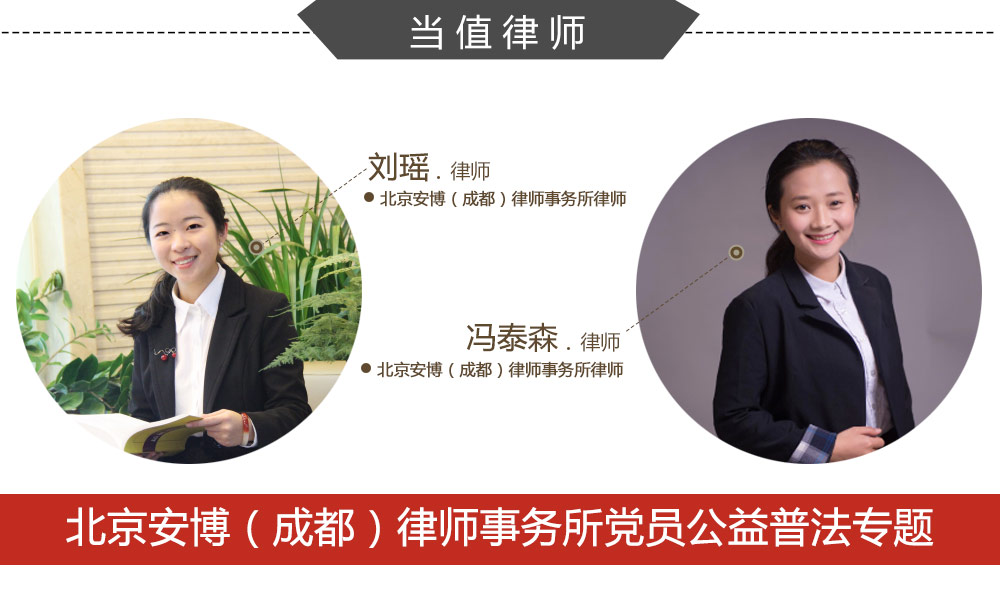 当值律师
刘瑶.律师
北京安博（成都）律师事务所律师
冯泰森.律师
北京安博（成都）律师事务所律师
北京安博（成都）律师事务所党员公益普法专题